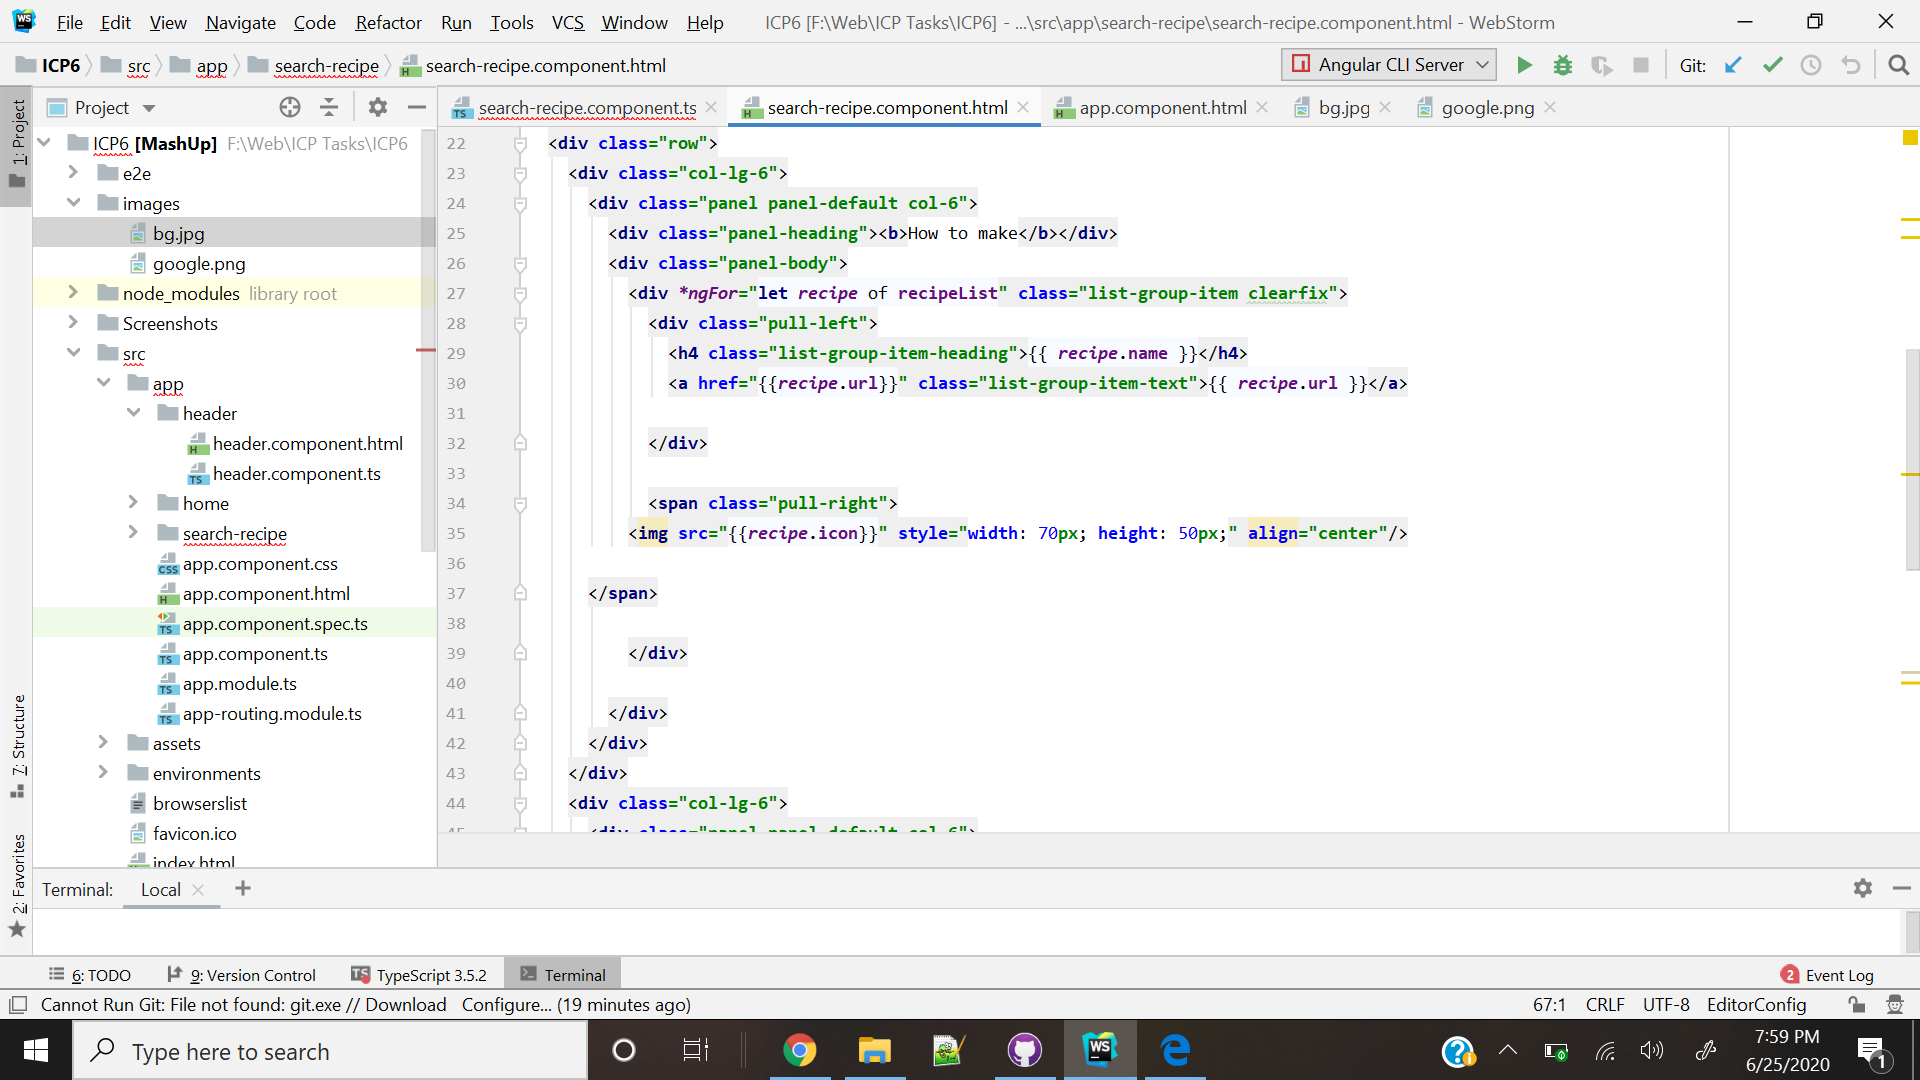 WS File Edit View Navigate Code Refactor Run Tools VCS Window Help ICP6 [F:\Web\ICP Tasks\ICP6] - ...\src\app\search-recipe\search-recipe.component.html - WebStorm
ICP6 src app search-recipe search-recipe.component.html Angular CLI Server Git:
Project
search-recipe.component.ts search-recipe.component.html app.component.html bg.jpg google.png
1: Project
7: Structure
2: Favorites
ICP6 [MashUp] F:\Web\ICP Tasks\ICP6
e2e
images
bg.jpg
google.png
node_modules library root
Screenshots
src
app
header
header.component.html
header.component.ts
home
search-recipe
app.component.css
app.component.html
app.component.spec.ts
app.component.ts
app.module.ts
app-routing.module.ts
assets
environments
browserslist
favicon.ico
index.html
22 <div class="row">
23 <div class="col-lg-6">
24 <div class="panel panel-default col-6">
25 <div class="panel-heading"><b>How to make</b></div>
26 <div class="panel-body">
27 <div *ngFor="let recipe of recipeList" class="list-group-item clearfix">
28 <div class="pull-left">
29 <h4 class="list-group-item-heading">{{ recipe.name }}</h4>
30 <a href="{{recipe.url}}" class="list-group-item-text">{{ recipe.url }}</a>
31
32 </div>
33
34 <span class="pull-right">
35 <img src="{{recipe.icon}}" style="width: 70px; height: 50px;" align="center"/>
36
37 </span>
38
39 </div>
40
41 </div>
42 </div>
43 </div>
44 <div class="col-lg-6">
45 <div class="panel panel-default col-6">
Terminal: Local
6: TODO 9: Version Control TypeScript 3.5.2 Terminal 2 Event Log
Cannot Run Git: File not found: git.exe // Download Configure... (19 minutes ago) 67:1 CRLF UTF-8 EditorConfig
Type here to search
WS
7:59 PM
6/25/2020
1